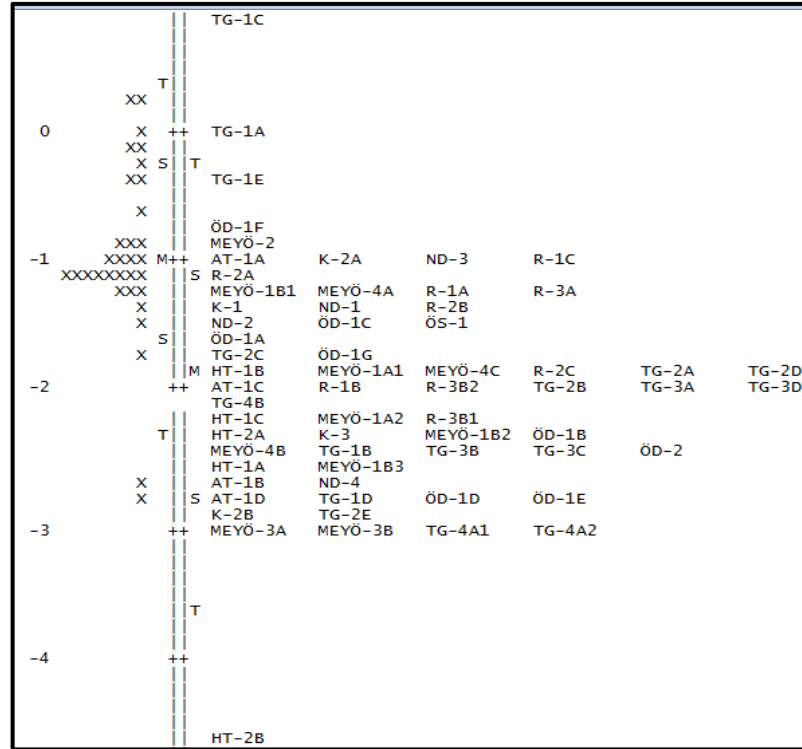 || TG-1C
||
||
||
T||
XX ||
||
0 X ++ TG-1A
XX ||
X S||T
XX || TG-1E
||
X ||
|| ÖD-1F
XXX || MEYÖ-2
-1 XXXX M++ AT-1A K-2A ND-3 R-1C
XXXXXXXX ||S R-2A
XXX || MEYÖ-1B1 MEYÖ-4A R-1A R-3A
X || K-1 ND-1 R-2B
X || ND-2 ÖD-1C ÖS-1
S|| ÖD-1A
X || TG-2C ÖD-1G
||M HT-1B MEYÖ-1A1 MEYÖ-4C R-2C TG-2A TG-2D
-2 ++ AT-1C R-1B R-3B2 TG-2B TG-3A TG-3D
TG-4B
|| HT-1C MEYÖ-1A2 R-3B1
T|| HT-2A K-3 MEYÖ-1B2 ÖD-1B
|| MEYÖ-4B TG-1B TG-3B TG-3C ÖD-2
|| HT-1A MEYÖ-1B3
X || AT-1B ND-4
X ||S AT-1D TG-1D ÖD-1D ÖD-1E
|| K-2B TG-2E
-3 ++ MEYÖ-3A MEYÖ-3B TG-4A1 TG-4A2
||
||
||
||
||T
||
||
-4 ++
||
||
||
||
|| HT-2B